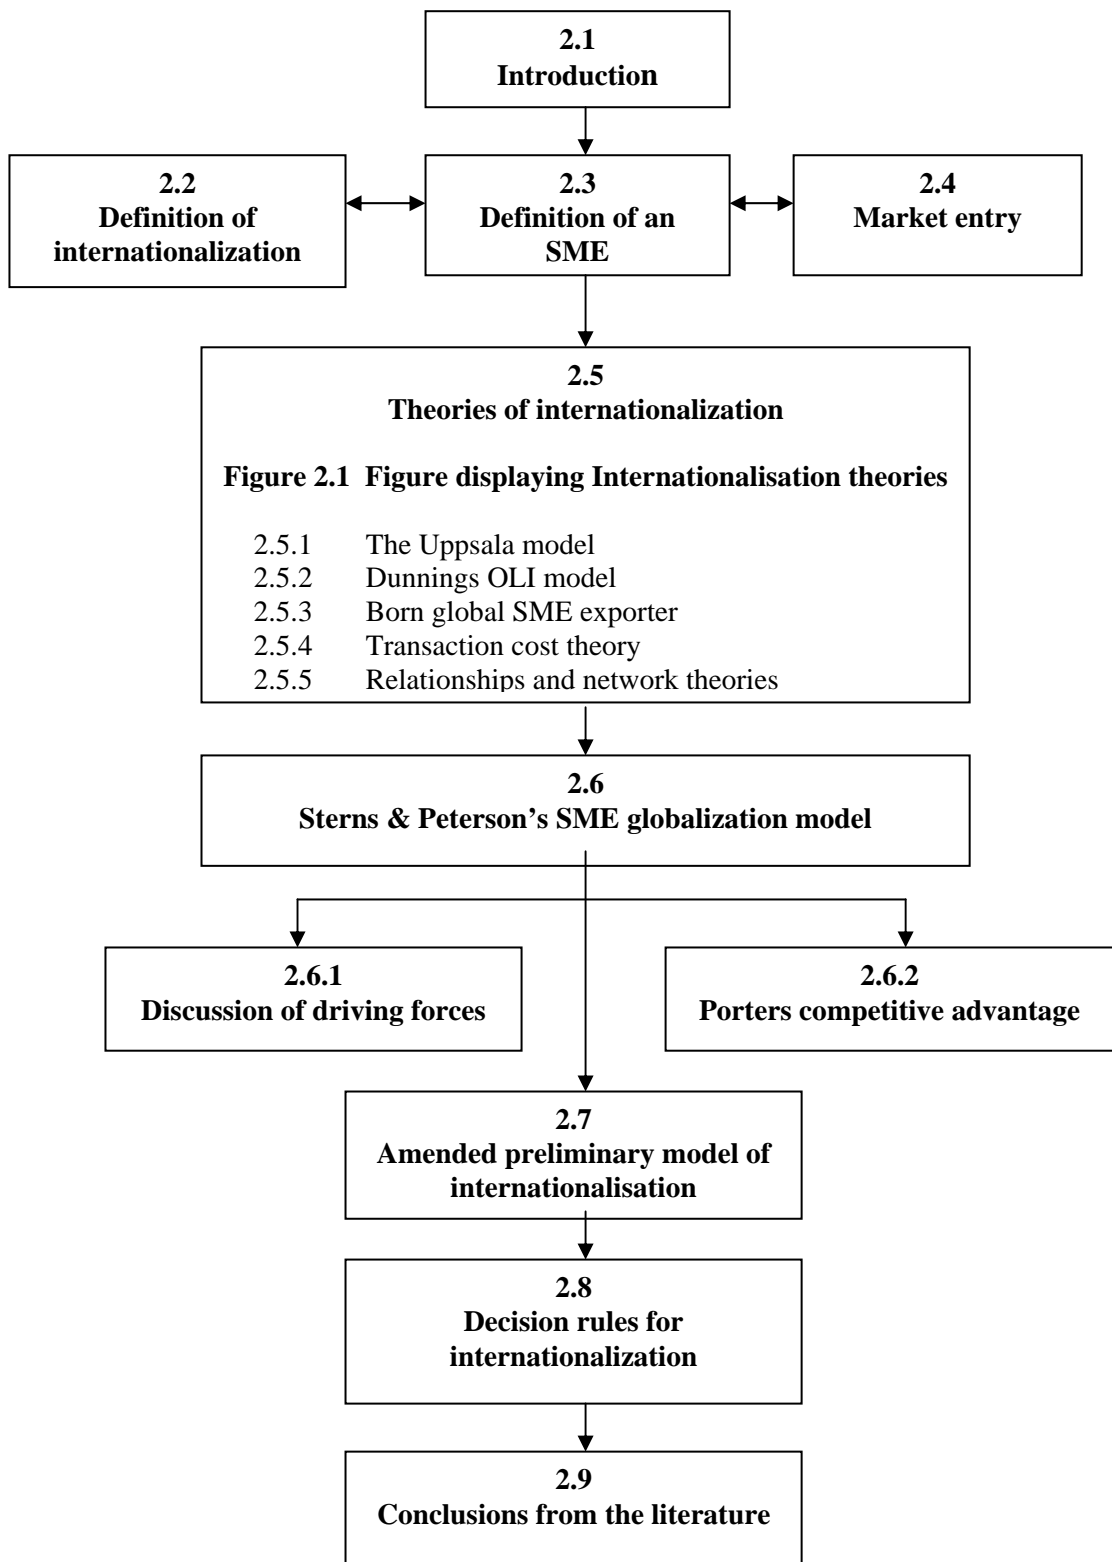 2.1
Introduction
2.2
Definition of
internationalization
2.3
Definition of an
SME
2.4
Market entry
2.5
Theories of internationalization
Figure 2.1 Figure displaying Internationalisation theories
2.5.1 The Uppsala model
2.5.2 Dunnings OLI model
2.5.3 Born global SME exporter
2.5.4 Transaction cost theory
2.5.5 Relationships and network theories
2.6
Sterns & Peterson's SME globalization model
2.6.1
Discussion of driving forces
2.6.2
Porters competitive advantage
2.7
Amended preliminary model of
internationalisation
2.8
Decision rules for
internationalization
2.9
Conclusions from the literature